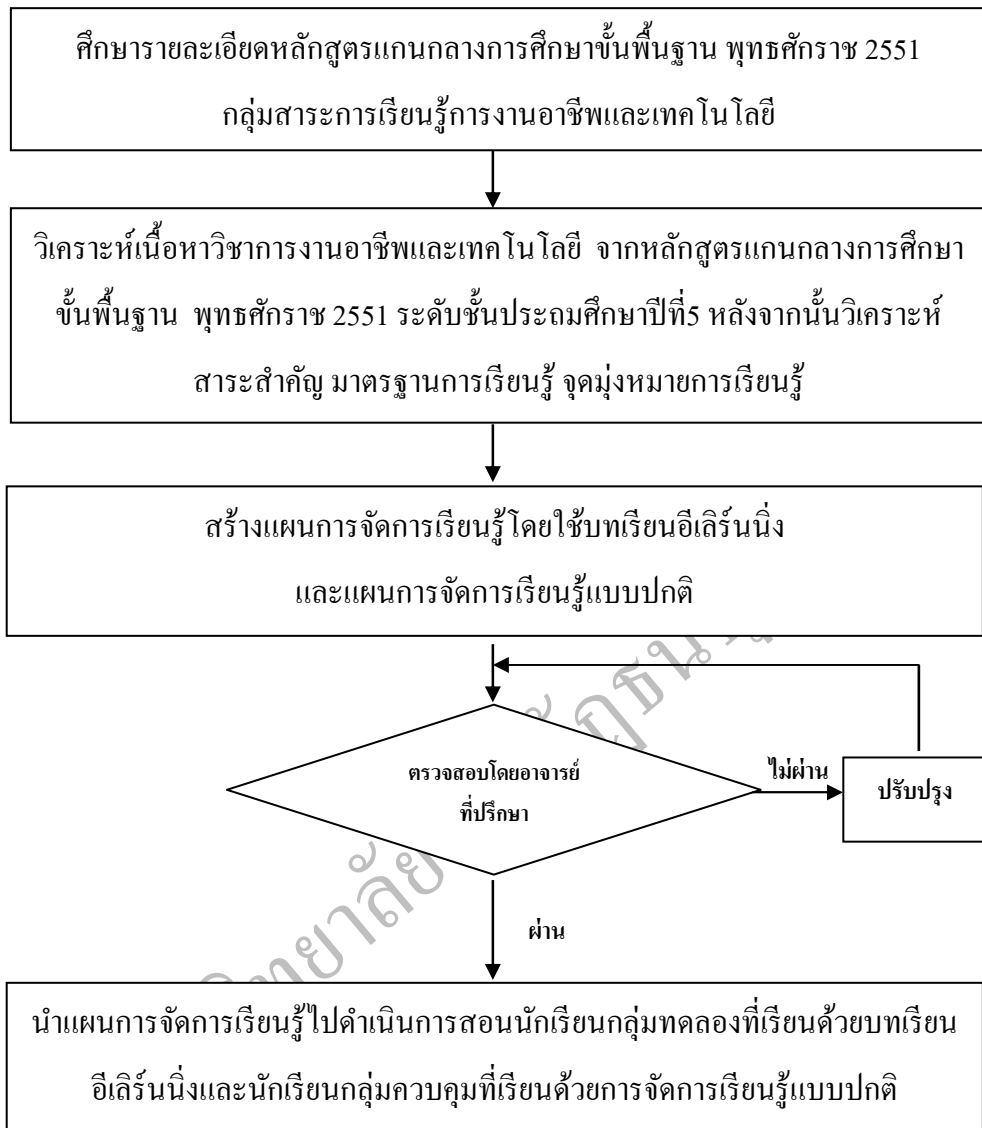 ศึกษารายละเอียดหลักสูตรแกนกลางการศึกษาขั้นพื้นฐาน พุทธศักราช 2551
กลุ่มสาระการเรียนรู้การงานอาชีพและเทคโนโลยี
วิเคราะห์เนื้อหาวิชาการงานอาชีพและเทคโนโลยี จากหลักสูตรแกนกลางการศึกษา
ขั้นพื้นฐาน พุทธศักราช 2551 ระดับชั้นประถมศึกษาปีที่5 หลังจากนั้นวิเคราะห์
สาระสำคัญ มาตรฐานการเรียนรู้ จุดมุ่งหมายการเรียนรู้
สร้างแผนการจัดการเรียนรู้โดยใช้บทเรียนอีเลิร์นนิ่ง
และแผนการจัดการเรียนรู้แบบปกติ
ตรวจสอบโดยอาจารย์
ที่ปรึกษา
ไม่ผ่าน
ปรับปรุง
ผ่าน
นำแผนการจัดการเรียนรู้ไปดำเนินการสอนนักเรียนกลุ่มทดลองที่เรียนด้วยบทเรียน
อีเลิร์นนิ่งและนักเรียนกลุ่มควบคุมที่เรียนด้วยการจัดการเรียนรู้แบบปกติ